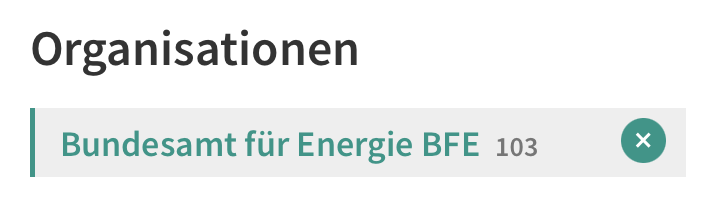 Organisationen
Bundesamt für Energie BFE 103